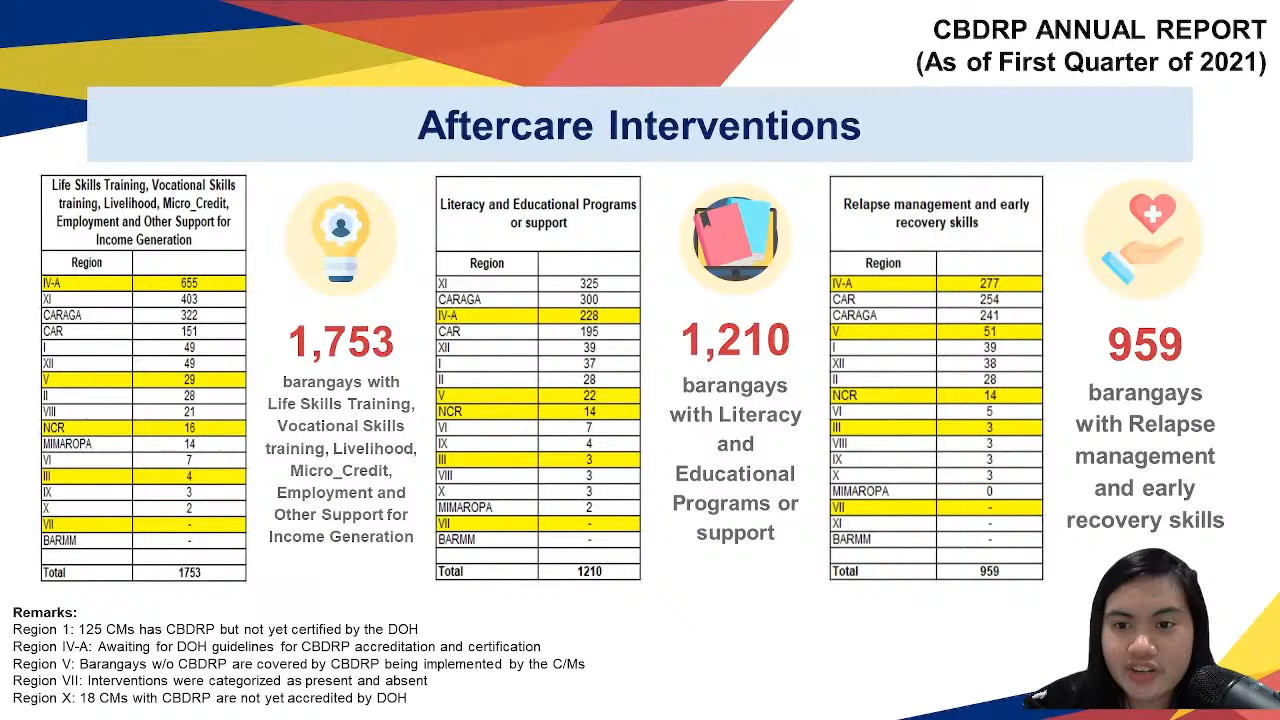 CBDRP ANNUAL REPORT
(As of First Quarter of 2021)
Aftercare Interventions
Life Skills Training, Vocational Skills
training, Livelihood, Micro_Credit,
Employment and Other Support for
Income Generation
Region
IV-A 655
XI 403
CARAGA 322
CAR 151
I 49
XII 49
V 29
II 28
VIII 21
NCR 16
MIMAROPA 14
VI 7
III 4
IX 3
X 2
VII -
BARMM -
Total 1753
1,753
barangays with
Life Skills Training,
Vocational Skills
training, Livelihood,
Micro_Credit,
Employment and
Other Support for
Income Generation
Literacy and Educational Programs
or support
Region
XI 325
CARAGA 300
IV-A 228
CAR 195
XII 39
I 37
II 28
V 22
NCR 14
VI 7
IX 4
III 3
VIII 3
X 3
MIMAROPA 2
VII -
BARMM -
Total 1210
1,210
barangays
with Literacy
and
Educational
Programs or
support
Relapse management and early
recovery skills
Region
IV-A 277
CAR 254
CARAGA 241
V 51
I 39
XII 38
II 28
NCR 14
VI 5
III 3
VIII 3
IX 3
X 3
MIMAROPA 0
VII -
XI -
BARMM -
Total 959
959
barangays
with Relapse
management
and early
recovery skills
Remarks:
Region 1: 125 CMs has CBDRP but not yet certified by the DOH
Region IV-A: Awaiting for DOH guidelines for CBDRP accreditation and certification
Region V: Barangays w/o CBDRP are covered by CBDRP being implemented by the C/Ms
Region VII: Interventions were categorized as present and absent
Region X: 18 CMs with CBDRP are not yet accredited by DOH